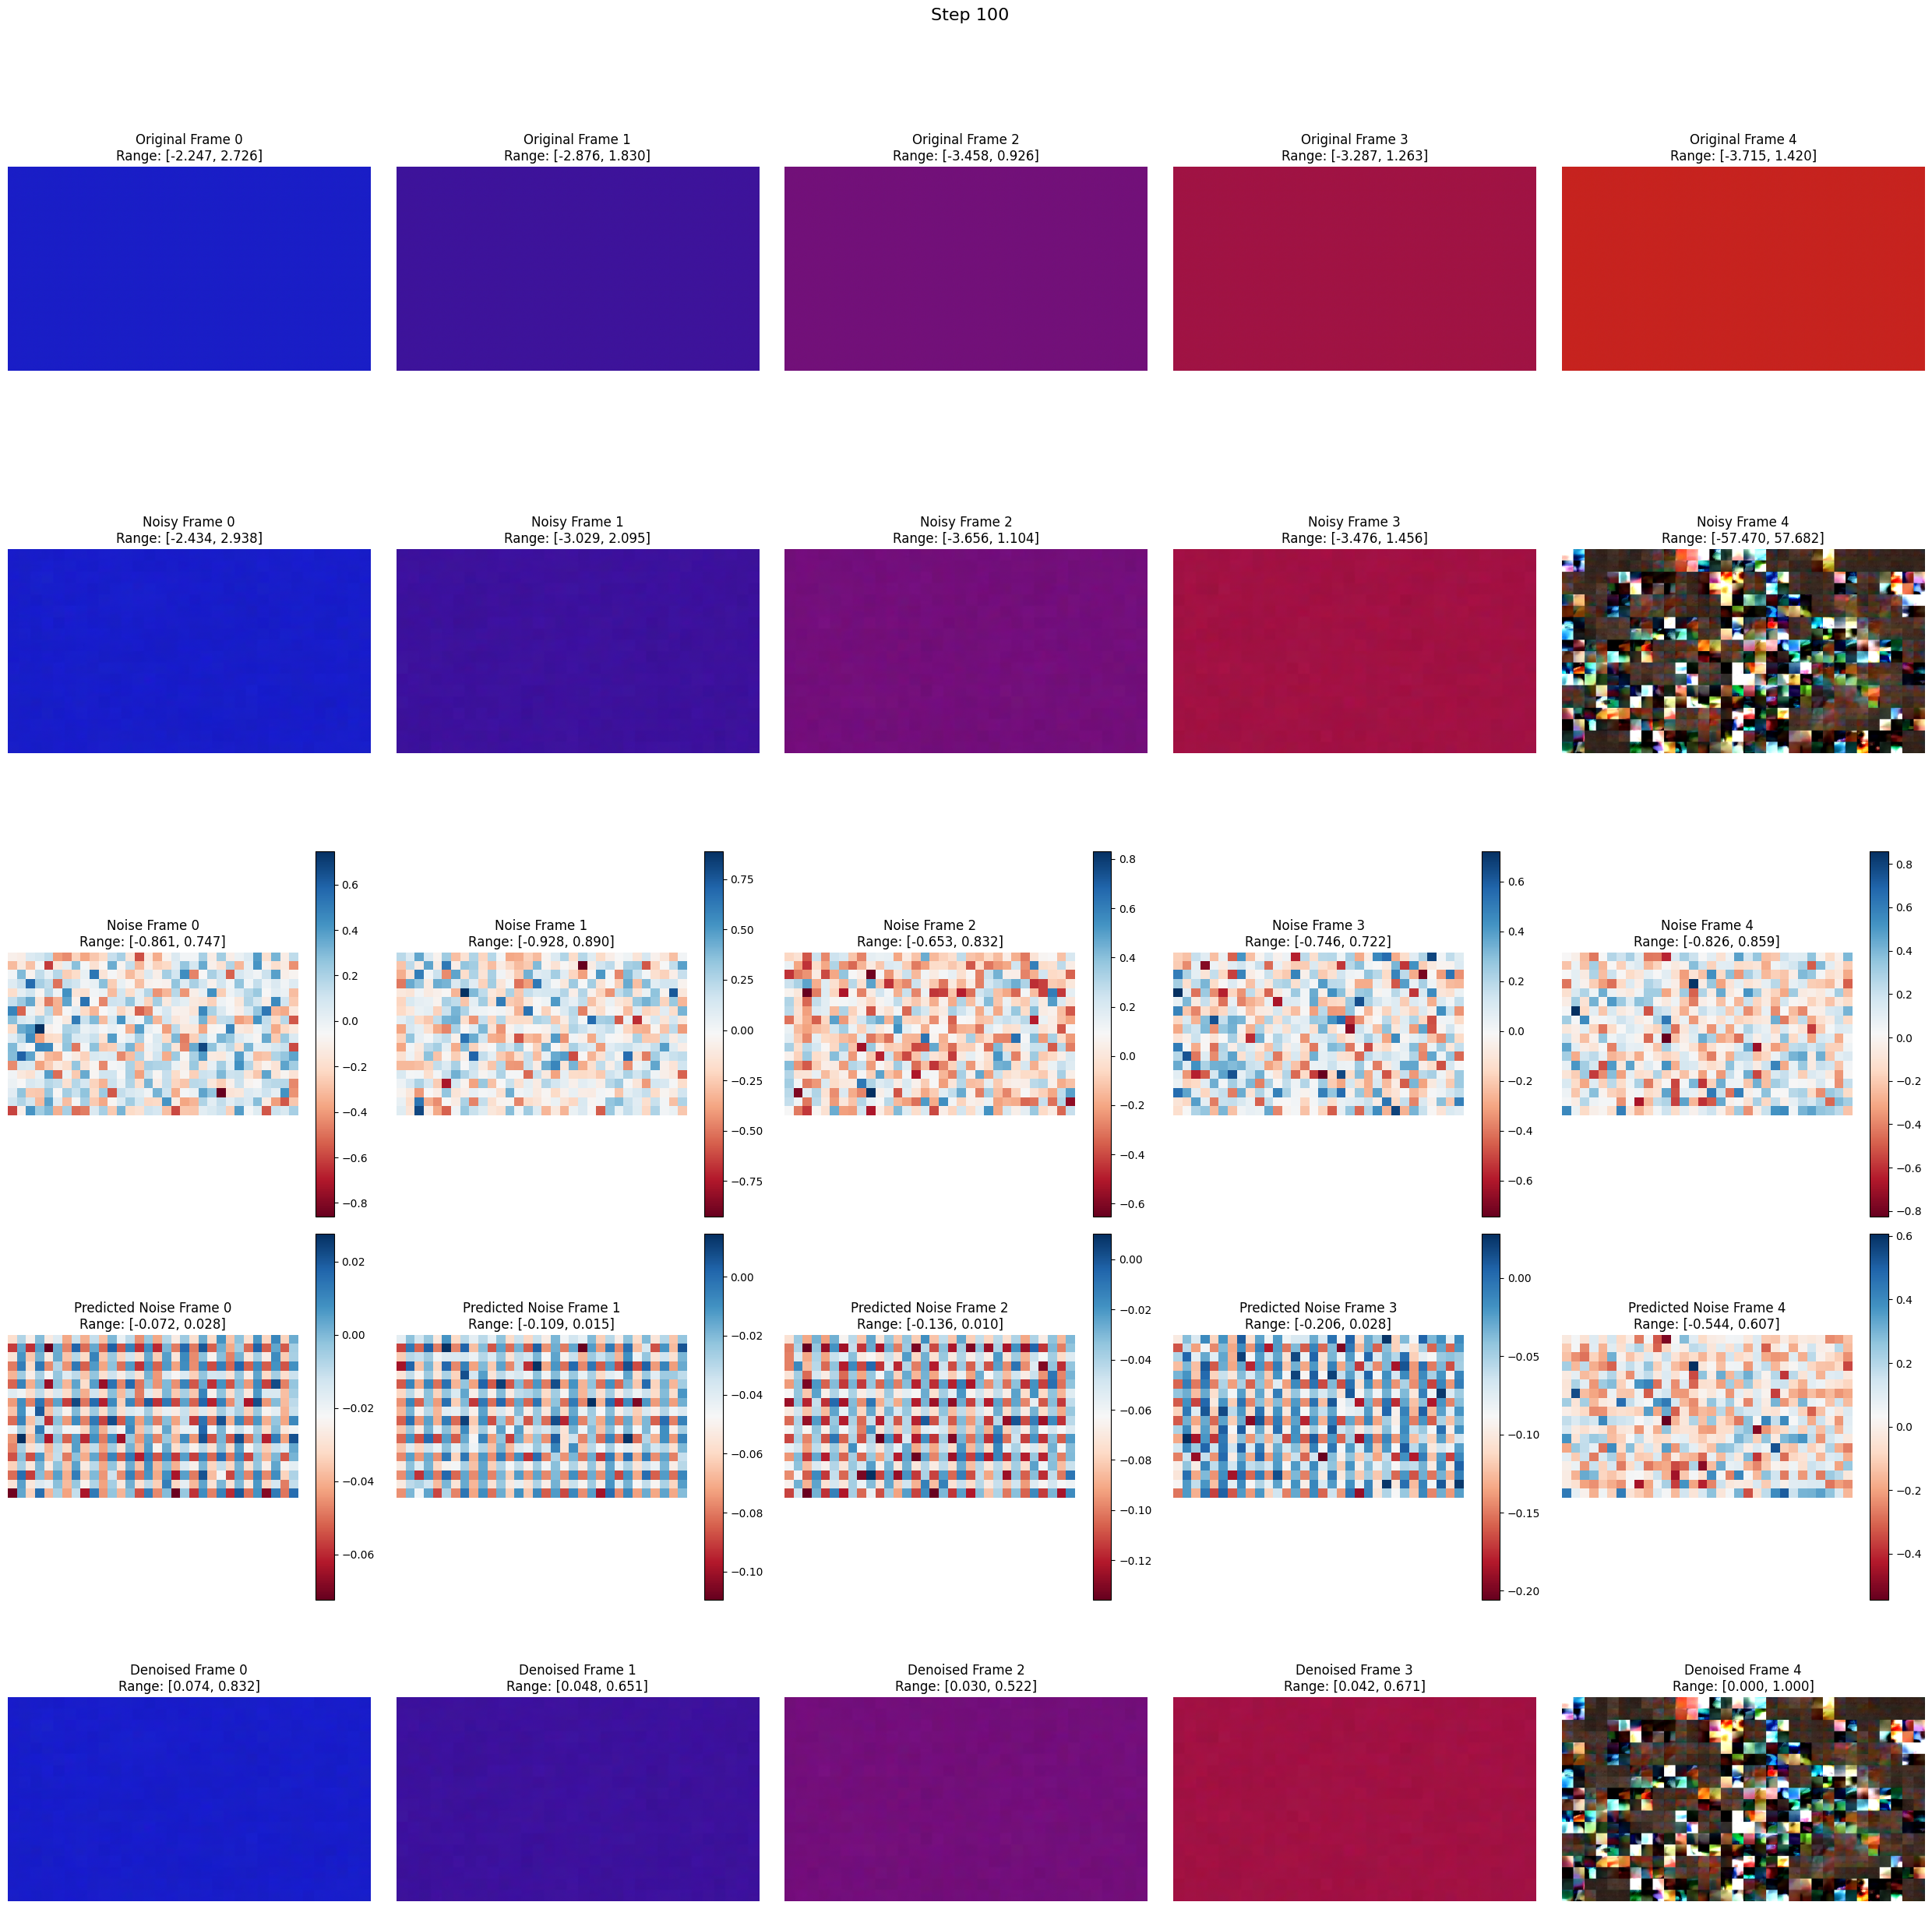 Step 100
Original Frame 0
Range: [-2.247, 2.726]
Original Frame 1
Range: [-2.876, 1.830]
Original Frame 2
Range: [-3.458, 0.926]
Original Frame 3
Range: [-3.287, 1.263]
Original Frame 4
Range: [-3.715, 1.420]
Noisy Frame 0
Range: [-2.434, 2.938]
Noisy Frame 1
Range: [-3.029, 2.095]
Noisy Frame 2
Range: [-3.656, 1.104]
Noisy Frame 3
Range: [-3.476, 1.456]
Noisy Frame 4
Range: [-57.470, 57.682]
Noise Frame 0
Range: [-0.861, 0.747]
0.6
0.4
0.2
0.0
−0.2
−0.4
−0.6
−0.8
Noise Frame 1
Range: [-0.928, 0.890]
0.75
0.50
0.25
0.00
−0.25
−0.50
−0.75
Noise Frame 2
Range: [-0.653, 0.832]
0.8
0.6
0.4
0.2
0.0
−0.2
−0.4
−0.6
Noise Frame 3
Range: [-0.746, 0.722]
0.6
0.4
0.2
0.0
−0.2
−0.4
−0.6
Noise Frame 4
Range: [-0.826, 0.859]
0.8
0.6
0.4
0.2
0.0
−0.2
−0.4
−0.6
−0.8
Predicted Noise Frame 0
Range: [-0.072, 0.028]
0.02
0.00
−0.02
−0.04
−0.06
Predicted Noise Frame 1
Range: [-0.109, 0.015]
0.00
−0.02
−0.04
−0.06
−0.08
−0.10
Predicted Noise Frame 2
Range: [-0.136, 0.010]
0.00
−0.02
−0.04
−0.06
−0.08
−0.10
−0.12
Predicted Noise Frame 3
Range: [-0.206, 0.028]
0.00
−0.05
−0.10
−0.15
−0.20
Predicted Noise Frame 4
Range: [-0.544, 0.607]
0.6
0.4
0.2
0.0
−0.2
−0.4
Denoised Frame 0
Range: [0.074, 0.832]
Denoised Frame 1
Range: [0.048, 0.651]
Denoised Frame 2
Range: [0.030, 0.522]
Denoised Frame 3
Range: [0.042, 0.671]
Denoised Frame 4
Range: [0.000, 1.000]